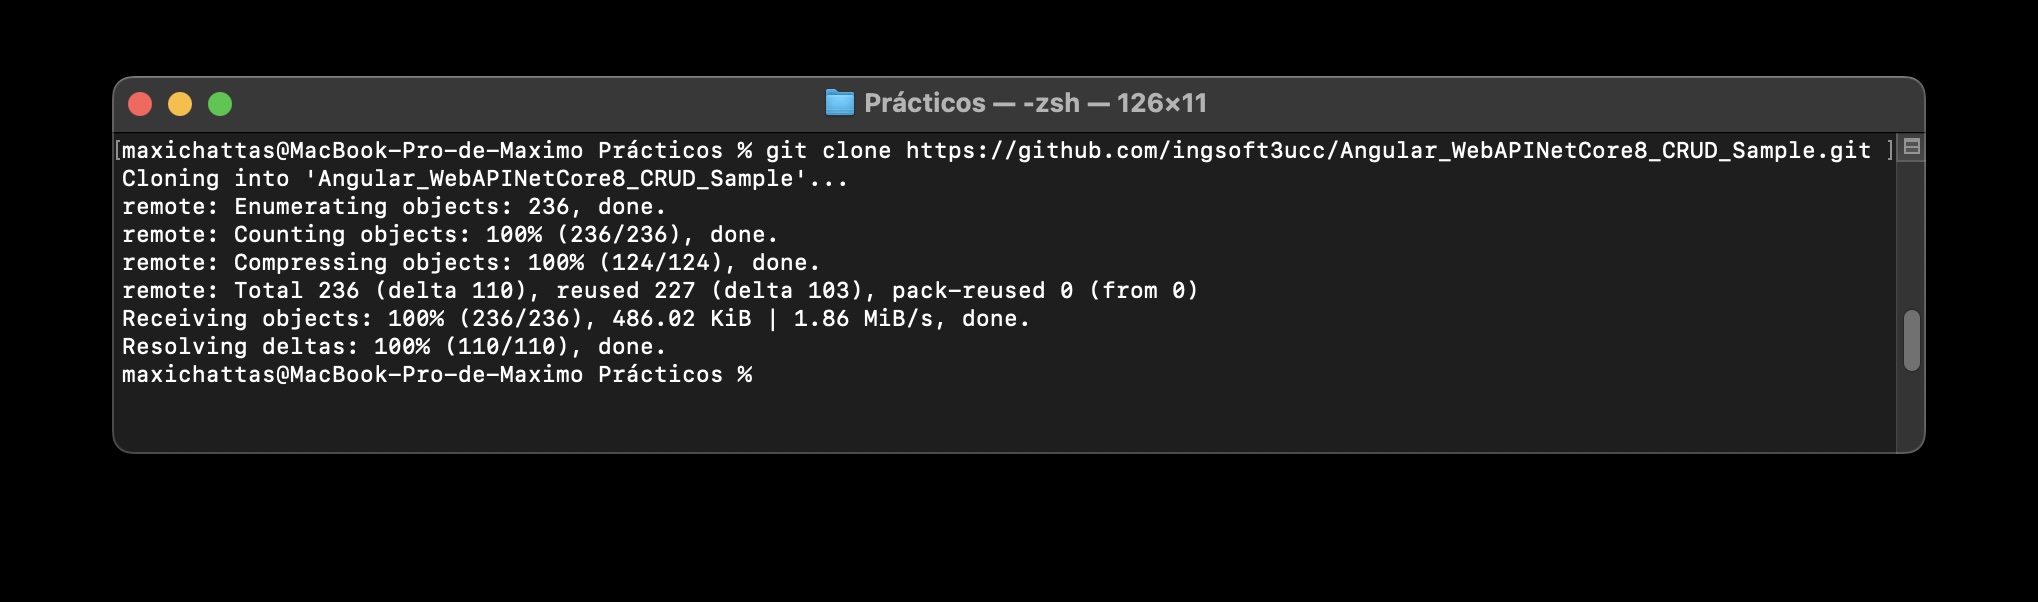 Prácticos — -zsh — 126×11
[maxichattas@MacBook-Pro-de-Maximo Prácticos % git clone https://github.com/ingsoft3ucc/Angular_WebAPINetCore8_CRUD_Sample.git ]
Cloning into 'Angular_WebAPINetCore8_CRUD_Sample'...
remote: Enumerating objects: 236, done.
remote: Counting objects: 100% (236/236), done.
remote: Compressing objects: 100% (124/124), done.
remote: Total 236 (delta 110), reused 227 (delta 103), pack-reused 0 (from 0)
Receiving objects: 100% (236/236), 486.02 KiB | 1.86 MiB/s, done.
Resolving deltas: 100% (110/110), done.
maxichattas@MacBook-Pro-de-Maximo Prácticos %